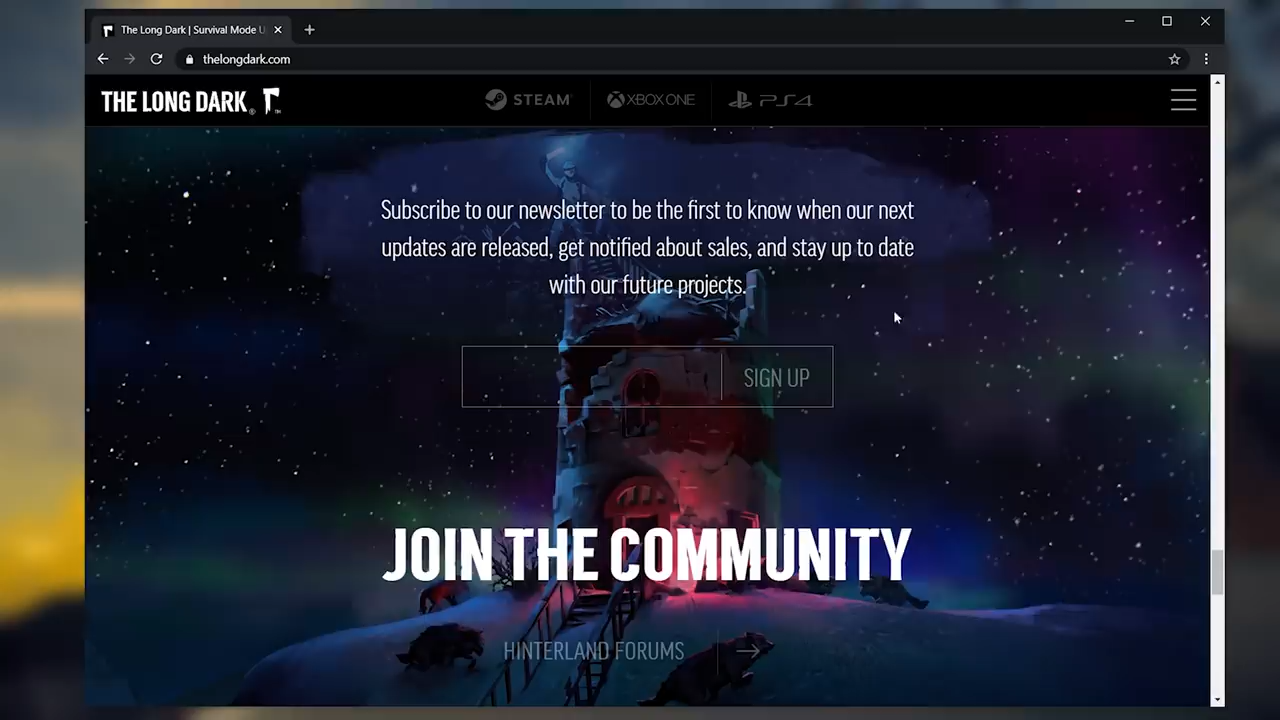 The Long Dark | Survival Mode U
thelongdark.com
THE LONG DARK
STEAM
XBOX ONE
PS4
Subscribe to our newsletter to be the first to know when our next
updates are released, get notified about sales, and stay up to date
with our future projects.
SIGN UP
JOIN THE COMMUNITY
HINTERLAND FORUMS